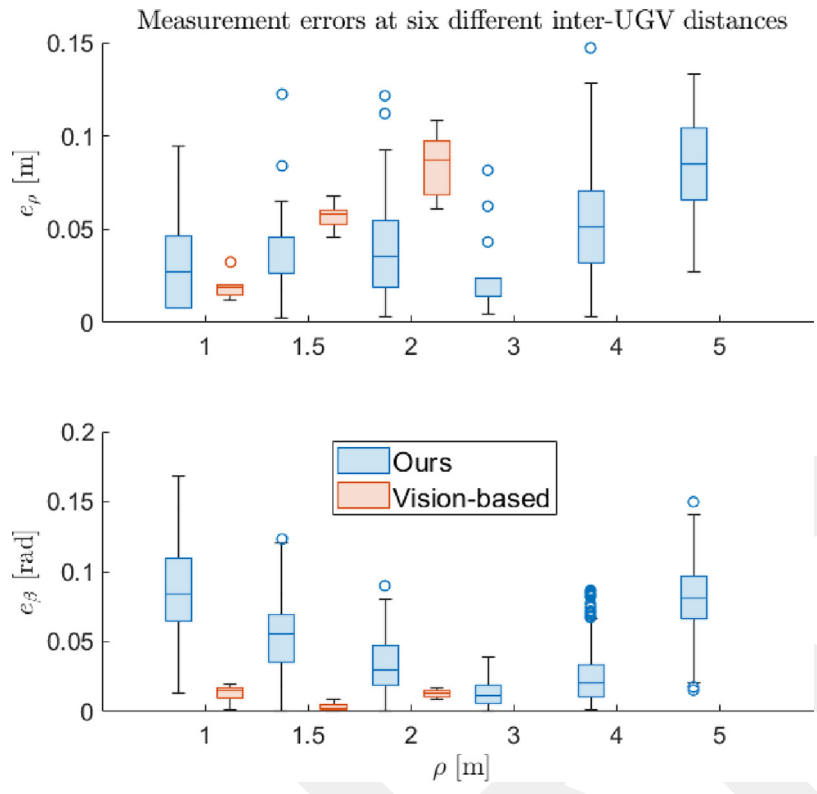 Measurement errors at six different inter-UGV distances
0.15
0.1
0.05
0
e_ρ [m]
1 1.5 2 3 4 5
0.2
0.15
0.1
0.05
0
e_β [rad]
Ours
Vision-based
1 1.5 2 3 4 5
ρ [m]